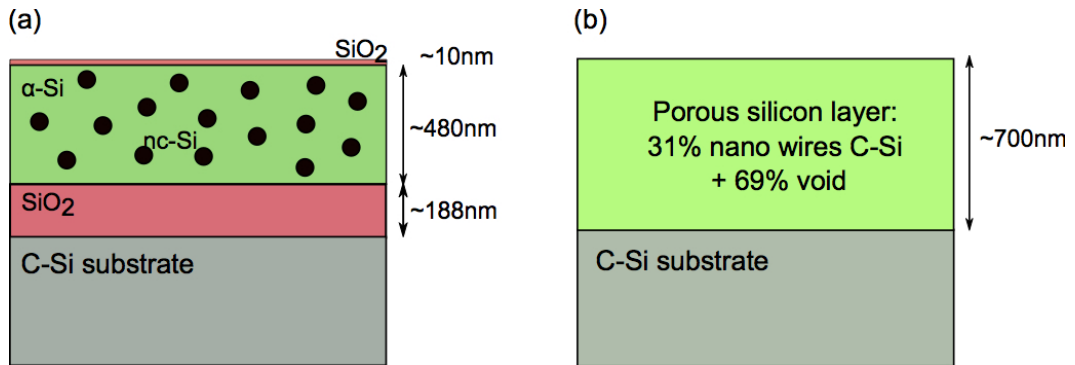 (a)
SiO2
~10nm
α-Si
nc-Si
~480nm
SiO2
~188nm
C-Si substrate
(b)
Porous silicon layer:
31% nano wires C-Si
+ 69% void
~700nm
C-Si substrate